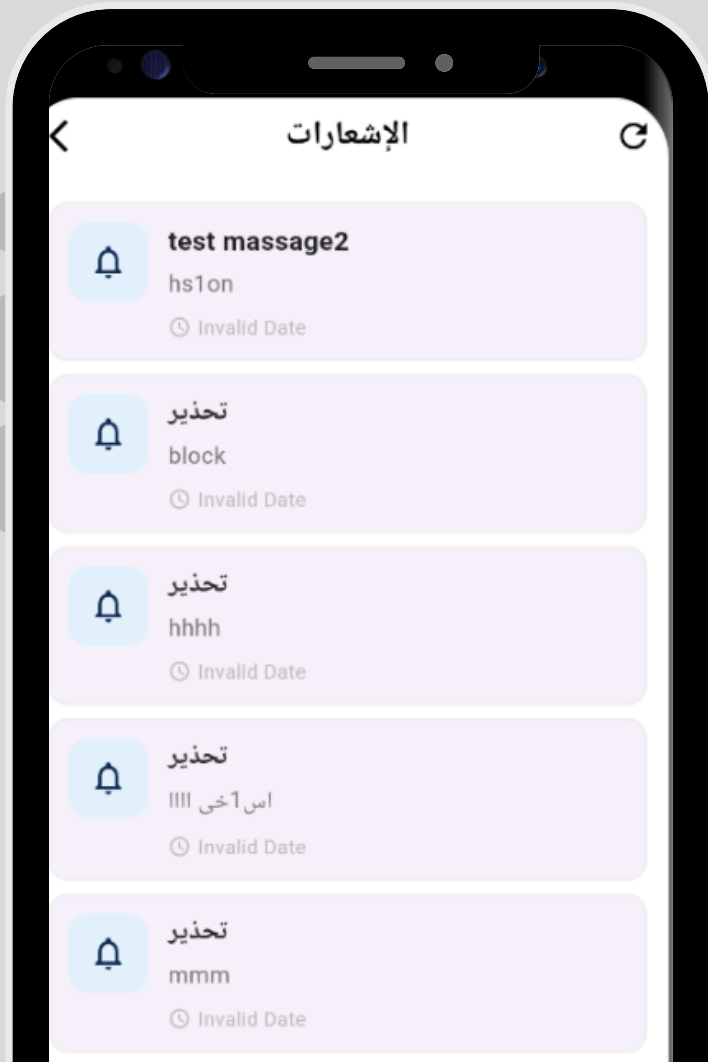 الإشعارات
test massage2
hs1on
Invalid Date
تحذير
block
Invalid Date
تحذير
hhhh
Invalid Date
تحذير
اس1خى اااا
Invalid Date
تحذير
mmm
Invalid Date